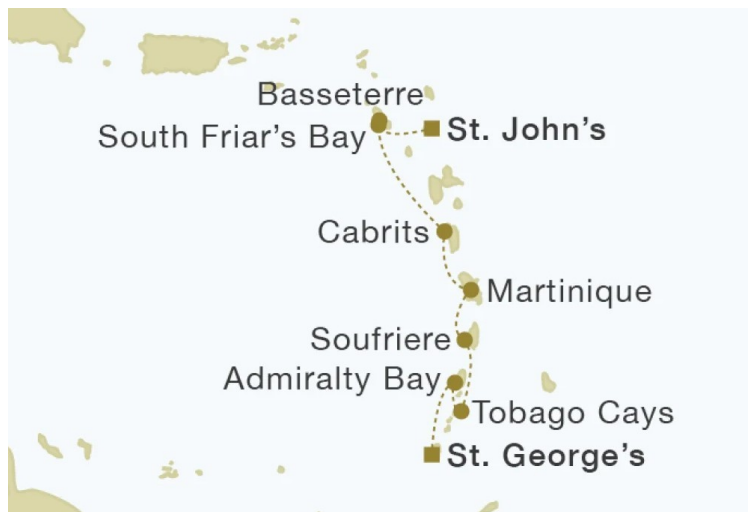 Basseterre
South Friar's Bay
St. John's
Cabrits
Martinique
Soufriere
Admiralty Bay
Tobago Cays
St. George's